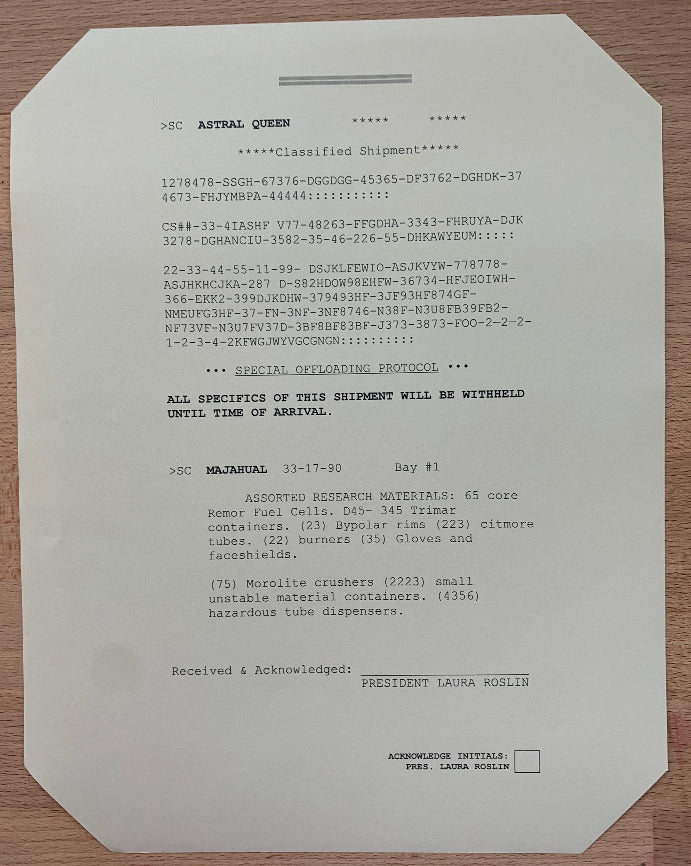 >SC ASTRAL QUEEN ***** *****
*****Classified Shipment*****
1278478-SSGH-67376-DGGDGG-45365-DF3762-DGHDK-37
4673-FHJYMBPA-44444:::::::::::
CS##-33-4IASHF V77-48263-FFGDHA-3343-FHRUYA-DJK
3278-DGHANCIU-3582-35-46-226-55-DHKAWYEUM:::::
22-33-44-55-11-99- DSJKLFEWIO-ASJKVYW-778778-
ASJHKHCJKA-287 D-S82HDOW98EHFW-36734-HFJEOIWH-
366-EKK2-399DJKDHW-379493HF-3JF93HF874GF-
NMEUFG3HF-37-FN-3NF-3NF8746-N38F-N3U8FB39FB2-
NF73VF-N3U7FV37D-3BF8BF83BF-J373-3873-FOO-2-2-2-
1-2-3-4-2KFWGJWYVGCGNGN::::::::::
••• SPECIAL OFFLOADING PROTOCOL •••
ALL SPECIFICS OF THIS SHIPMENT WILL BE WITHHELD
UNTIL TIME OF ARRIVAL.
>SC MAJAHUAL 33-17-90 Bay #1
ASSORTED RESEARCH MATERIALS: 65 core
Remor Fuel Cells. D45- 345 Trimar
containers. (23) Bypolar rims (223) citmore
tubes. (22) burners (35) Gloves and
faceshields.
(75) Morolite crushers (2223) small
unstable material containers. (4356)
hazardous tube dispensers.
Received & Acknowledged:
PRESIDENT LAURA ROSLIN
ACKNOWLEDGE INITIALS:
PRES. LAURA ROSLIN